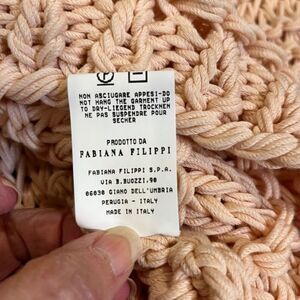 NON ASCIUGARE APPESI-DO
NOT HANG THE GARMENT UP
TO DRY-LIEGEND TROCKNEN
NE PAS SUSPENDRE POUR
SECHER
PRODOTTO DA
FABIANA FILIPPI
FABIANA FILIPPI S.P.A.
VIA B.BUOZZI.90
06030 GIANO DELL'UMBRIA
PERUGIA - ITALY
MADE IN ITALY